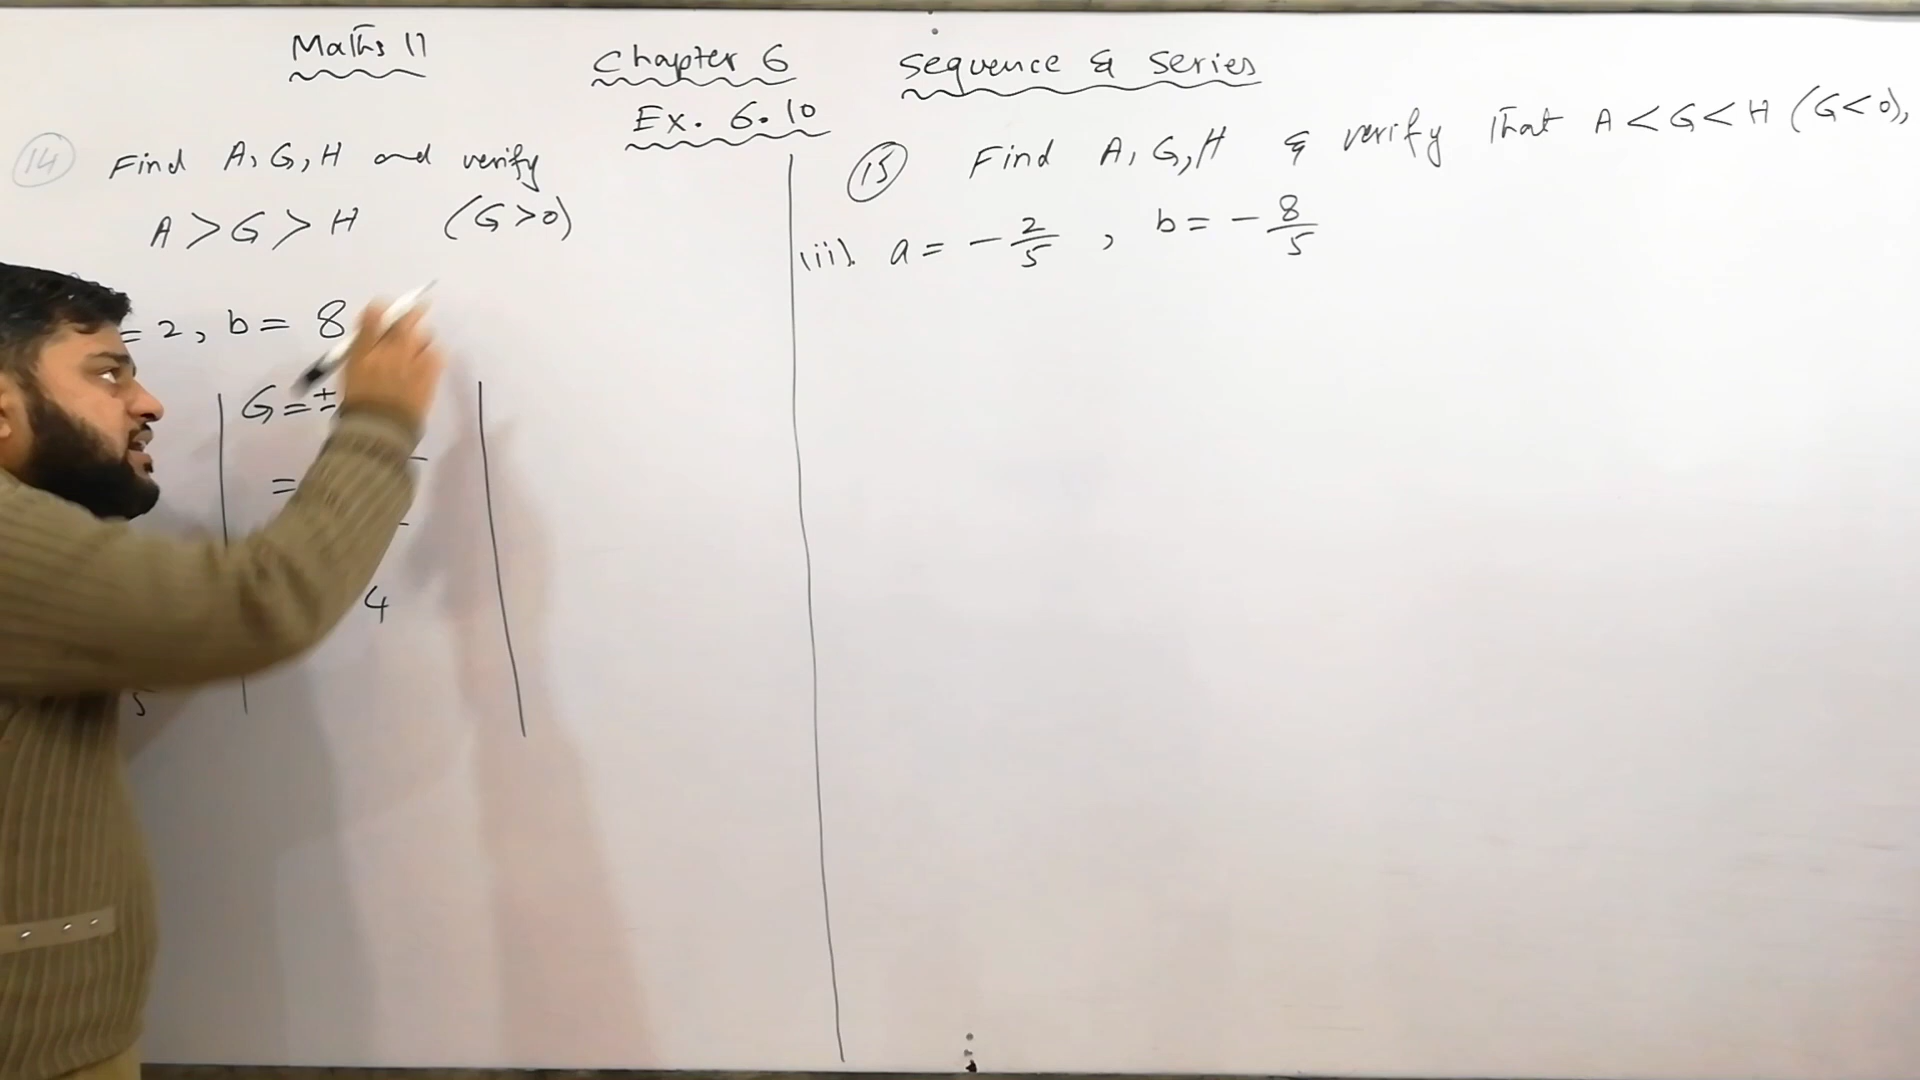 Maths 11
Chapter 6
Sequence & Series
Ex. 6.10
(14) Find A, G, H and verify
A > G > H (G > 0)
= 2, b = 8
G = ±
=
4
5
(15) Find A, G, H & verify that A < G < H (G < 0),
(ii). a = - 2/5 , b = - 8/5